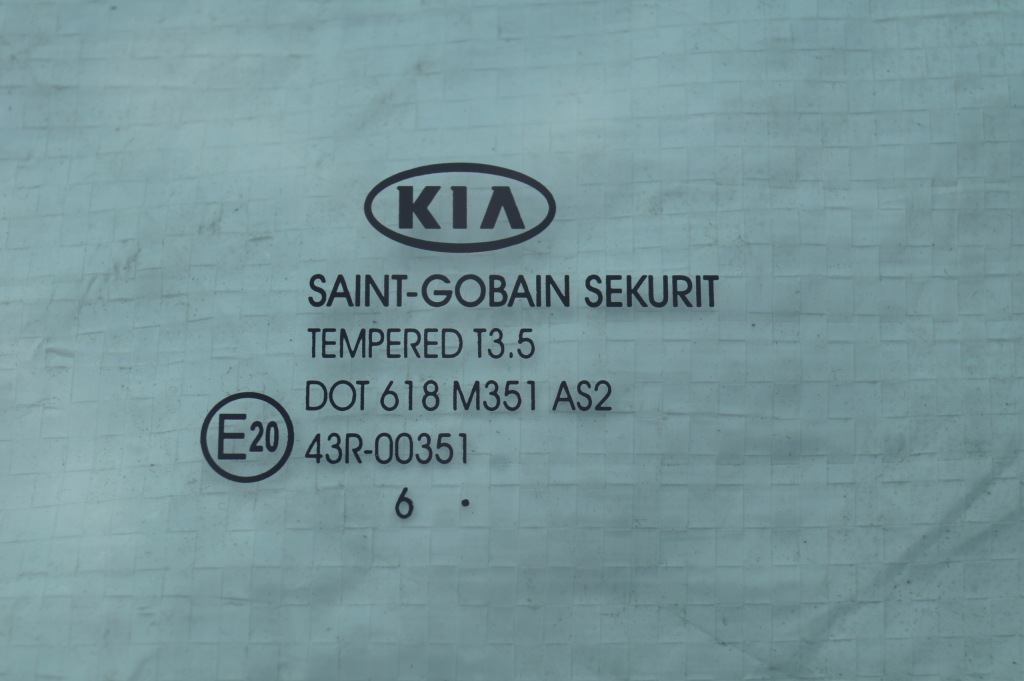 KIA
SAINT-GOBAIN SEKURIT
TEMPERED T3.5
DOT 618 M351 AS2
E20 43R-00351
6 .